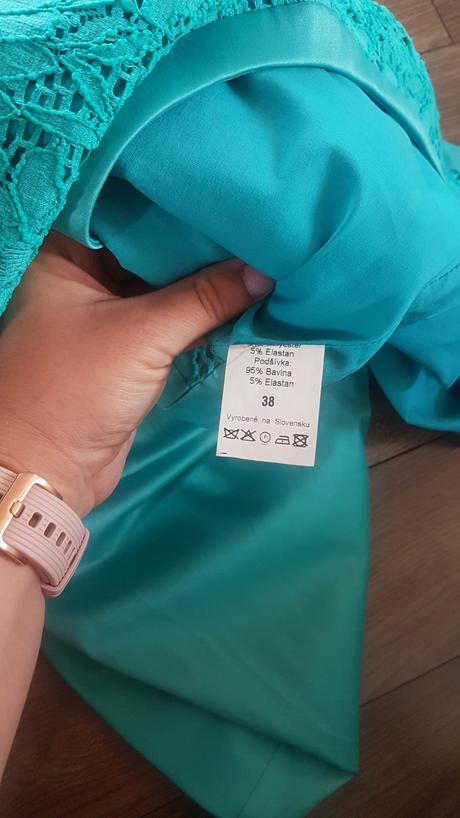 5% Elastan
Podšívka:
95% Bavlna
5% Elastan
38
Vyrobené na Slovensku